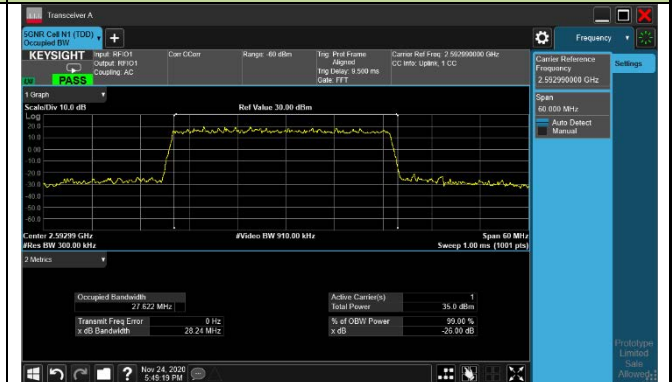 Transceiver A
5GNR Cell N1 (TDD)
Occupied BW
Frequency
KEYSIGHT
PASS
Input: RFIO1
Output: RFIO1
Coupling: AC
Corr CCorr
Range: -60 dBm
Trig: Prot Frame
Aligned
Trig Delay: 9.500 ms
Gate: FFT
Carrier Ref Freq: 2.592990000 GHz
CC Info: Uplink, 1 CC
Carrier Reference
Frequency
2.592990000 GHz
Settings
Span
60.000 MHz
Auto Detect
Manual
1 Graph
Scale/Div 10.0 dB
Ref Value 30.00 dBm
Log
20.0
10.0
0.00
-10.0
-20.0
-30.0
-40.0
-50.0
-60.0
Center 2.59299 GHz
#Video BW 910.00 kHz
Span 60 MHz
#Res BW 300.00 kHz
Sweep 1.00 ms (1001 pts)
2 Metrics
Occupied Bandwidth
27.622 MHz
Active Carrier(s)
1
Total Power
35.0 dBm
Transmit Freq Error
0 Hz
% of OBW Power
99.00 %
x dB Bandwidth
28.24 MHz
x dB
-26.00 dB
Nov 24, 2020
5:49:19 PM
Prototype
Limited
Sale
Allowed